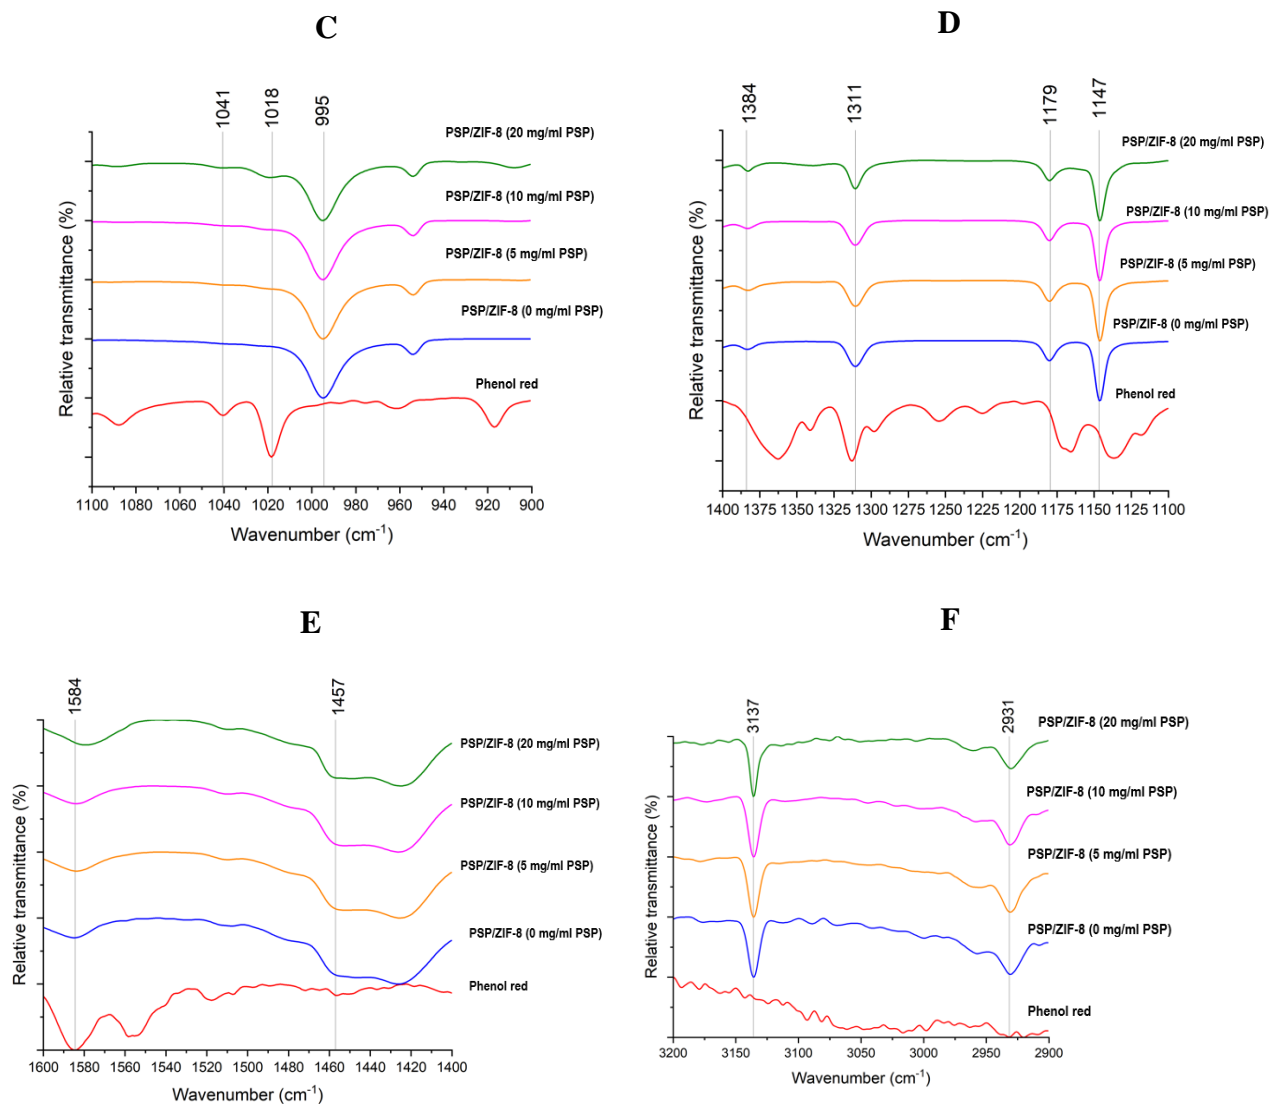 C
1041
1018
995
PSP/ZIF-8 (20 mg/ml PSP)
PSP/ZIF-8 (10 mg/ml PSP)
PSP/ZIF-8 (5 mg/ml PSP)
PSP/ZIF-8 (0 mg/ml PSP)
Phenol red
Relative transmittance (%)
1100 1080 1060 1040 1020 1000 980 960 940 920 900
Wavenumber (cm⁻¹)
D
1384
1311
1179
1147
PSP/ZIF-8 (20 mg/ml PSP)
PSP/ZIF-8 (10 mg/ml PSP)
PSP/ZIF-8 (5 mg/ml PSP)
PSP/ZIF-8 (0 mg/ml PSP)
Phenol red
Relative transmittance (%)
1400 1375 1350 1325 1300 1275 1250 1225 1200 1175 1150 1125 1100
Wavenumber (cm⁻¹)
E
1584
1457
PSP/ZIF-8 (20 mg/ml PSP)
PSP/ZIF-8 (10 mg/ml PSP)
PSP/ZIF-8 (5 mg/ml PSP)
PSP/ZIF-8 (0 mg/ml PSP)
Phenol red
Relative transmittance (%)
1600 1580 1560 1540 1520 1500 1480 1460 1440 1420 1400
Wavenumber (cm⁻¹)
F
3137
2931
PSP/ZIF-8 (20 mg/ml PSP)
PSP/ZIF-8 (10 mg/ml PSP)
PSP/ZIF-8 (5 mg/ml PSP)
PSP/ZIF-8 (0 mg/ml PSP)
Phenol red
Relative transmittance (%)
3200 3150 3100 3050 3000 2950 2900
Wavenumber (cm⁻¹)